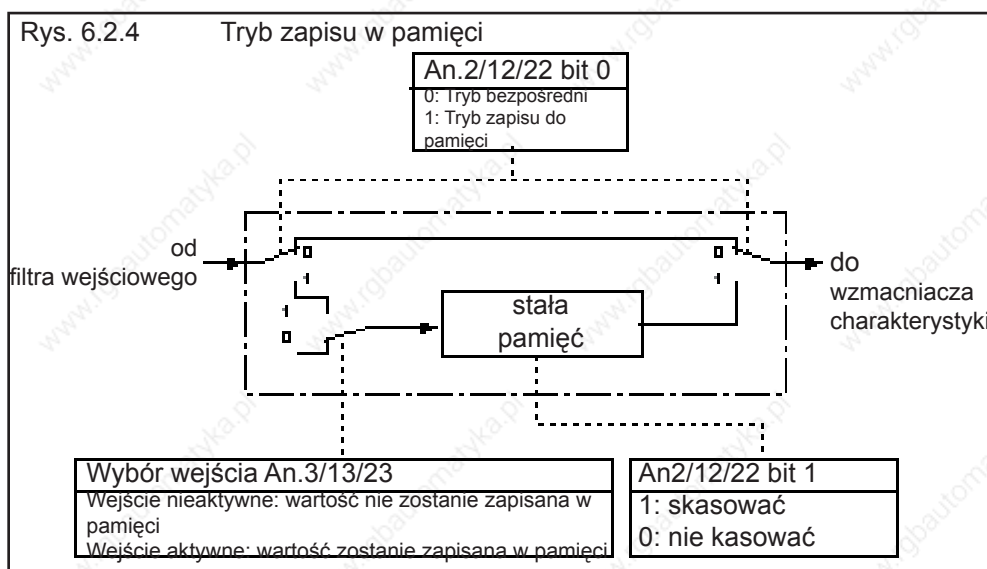 Rys. 6.2.4 Tryb zapisu w pamięci
An.2/12/22 bit 0
0: Tryb bezpośredni
1: Tryb zapisu do
pamięci
od
filtra wejściowego
0
1
1
0
stała
pamięć
0
1
do
wzmacniacza
charakterystyki
Wybór wejścia An.3/13/23
Wejście nieaktywne: wartość nie zostanie zapisana w
pamięci
Wejście aktywne: wartość zostanie zapisana w pamięci
An2/12/22 bit 1
1: skasować
0: nie kasować
www.rgbautomatyka.pl